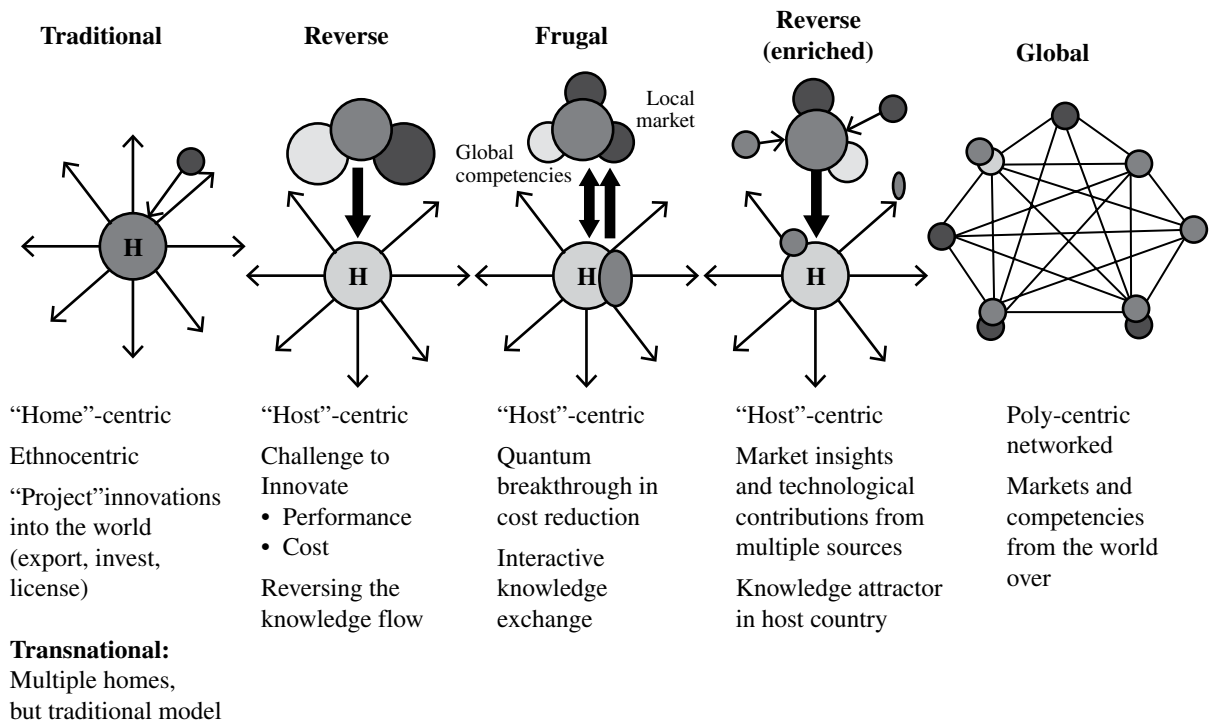 Traditional
Reverse
Frugal
Reverse
(enriched)
Global
Local
market
Global
competencies
H
H
H
H
“Home”-centric
Ethnocentric
“Project”innovations
into the world
(export, invest,
license)
Transnational:
Multiple homes,
but traditional model
“Host”-centric
Challenge to
Innovate
• Performance
• Cost
Reversing the
knowledge flow
“Host”-centric
Quantum
breakthrough in
cost reduction
Interactive
knowledge
exchange
“Host”-centric
Market insights
and technological
contributions from
multiple sources
Knowledge attractor
in host country
Poly-centric
networked
Markets and
competencies
from the world
over